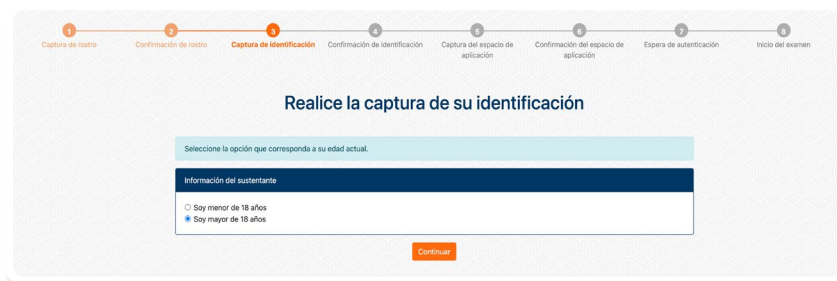 1
Captura de rostro
2
Confirmación de rostro
3
Captura de identificación
4
Confirmación de identificación
5
Captura del espacio de
aplicación
6
Confirmación del espacio de
aplicación
7
Espera de autenticación
8
Inicio del examen
Realice la captura de su identificación
Seleccione la opción que corresponda a su edad actual.
Información del sustentante
Soy menor de 18 años
Soy mayor de 18 años
Continuar